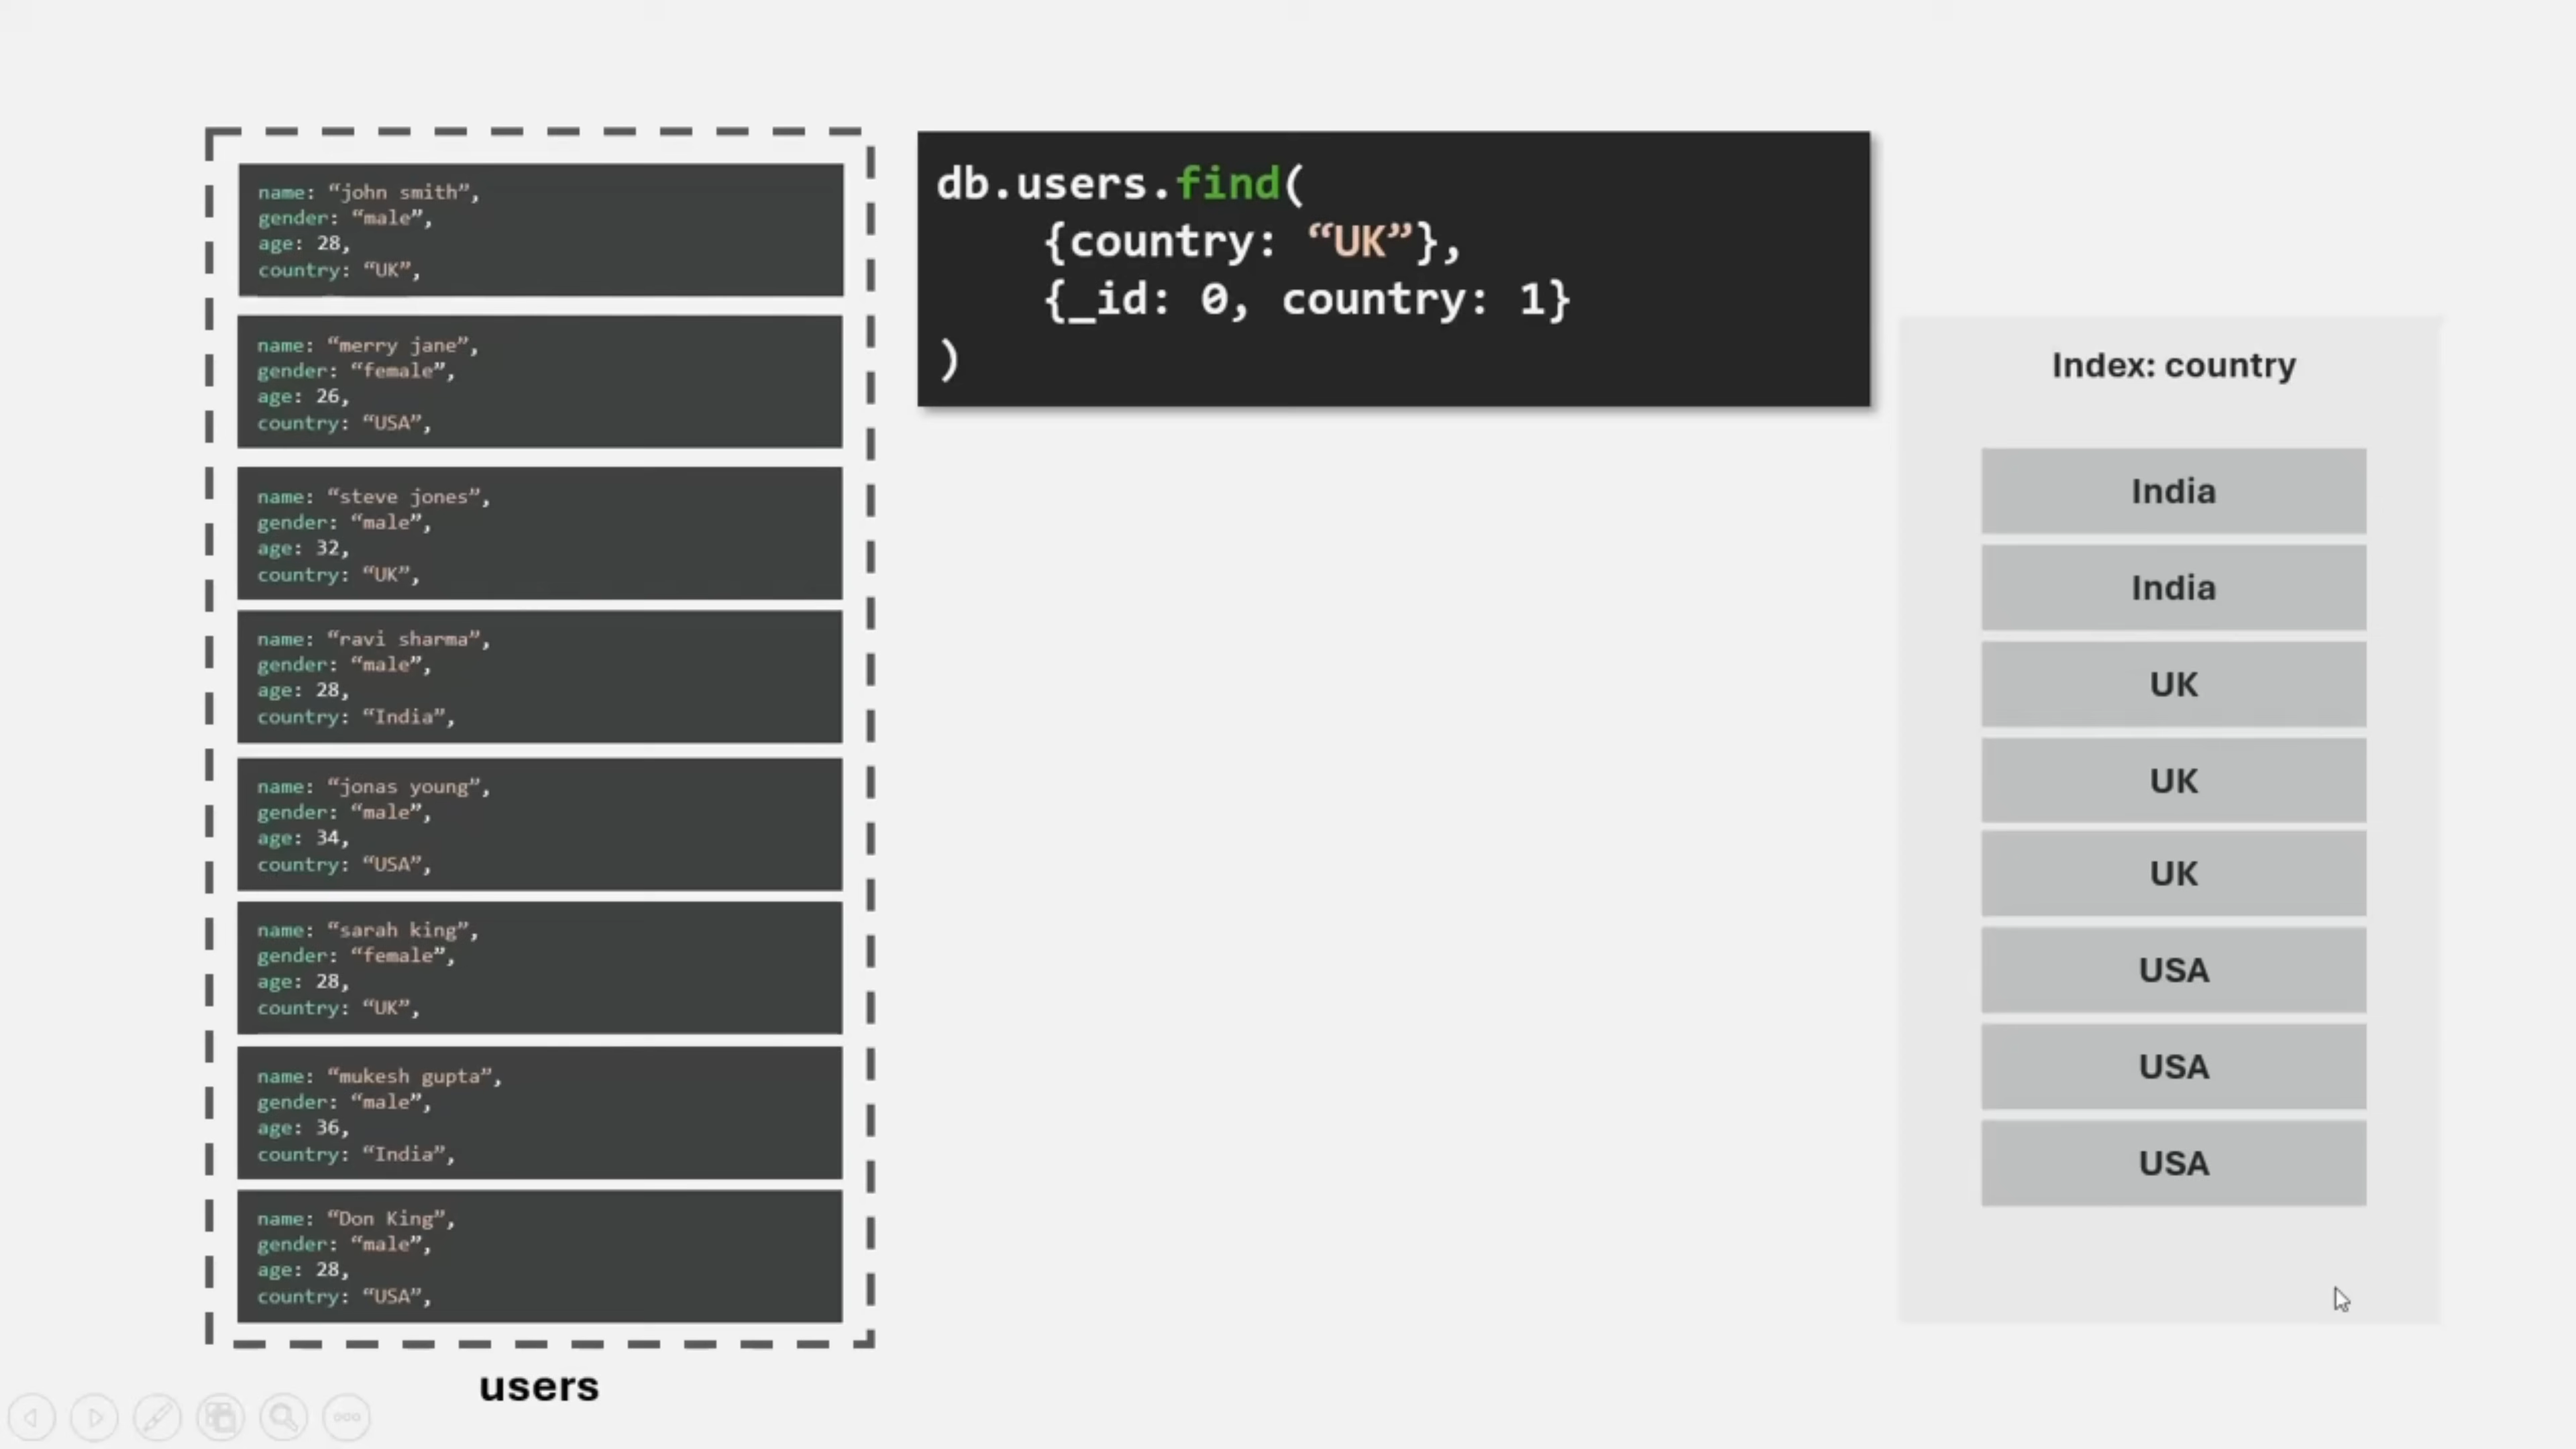 name: “john smith”,
gender: “male”,
age: 28,
country: “UK”,
name: “merry jane”,
gender: “female”,
age: 26,
country: “USA”,
name: “steve jones”,
gender: “male”,
age: 32,
country: “UK”,
name: “ravi sharma”,
gender: “male”,
age: 28,
country: “India”,
name: “jonas young”,
gender: “male”,
age: 34,
country: “USA”,
name: “sarah king”,
gender: “female”,
age: 28,
country: “UK”,
name: “mukesh gupta”,
gender: “male”,
age: 36,
country: “India”,
name: “Don King”,
gender: “male”,
age: 28,
country: “USA”,
users
db.users.find(
{country: “UK”},
{_id: 0, country: 1}
)
Index: country
India
India
UK
UK
UK
USA
USA
USA